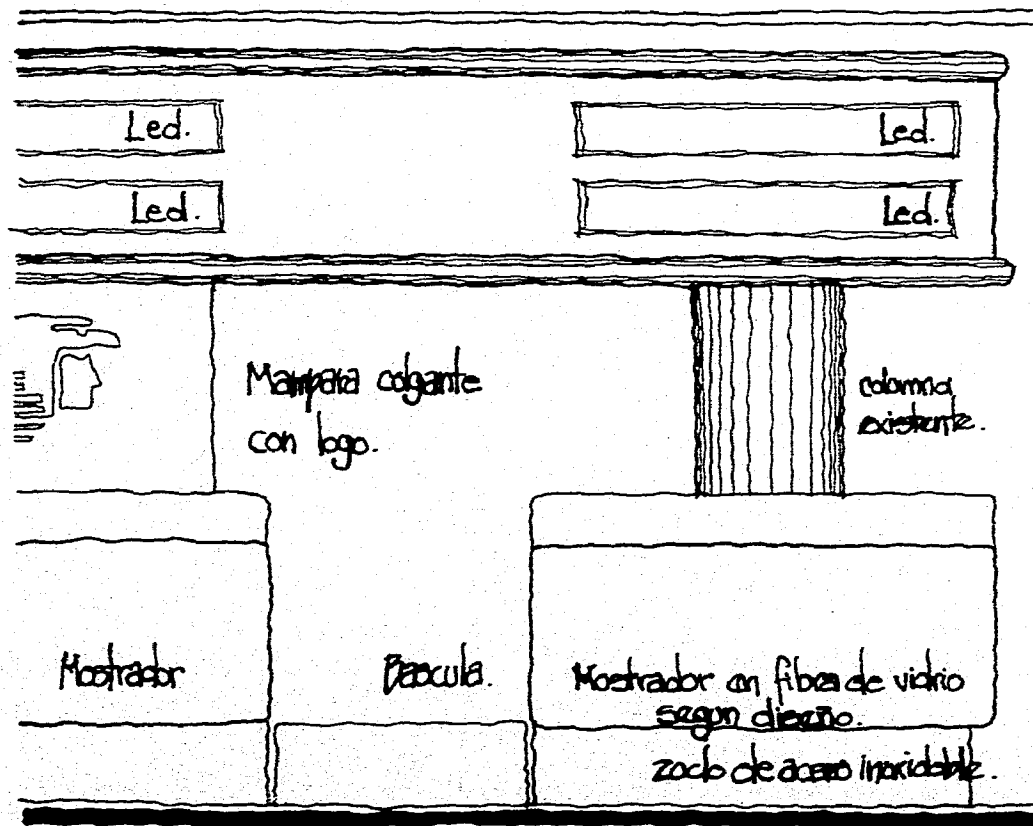 Led.
Led.
Led.
Led.
Mampara colgante
con logo.
columna
existente.
Mostrador
Bascula.
Mostrador en fibra de vidrio
segun diseño.
zoclo de acero inoxidable.